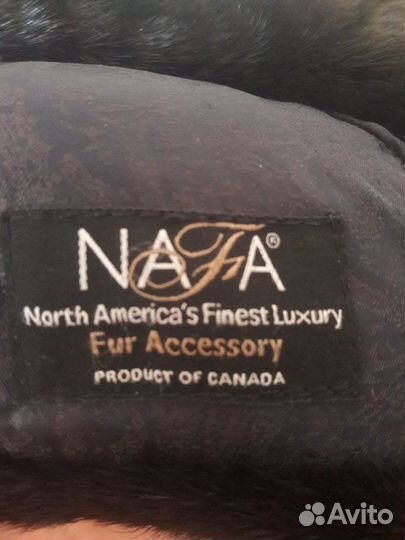 NAFA®
North America's Finest Luxury
Fur Accessory
PRODUCT OF CANADA
Avito